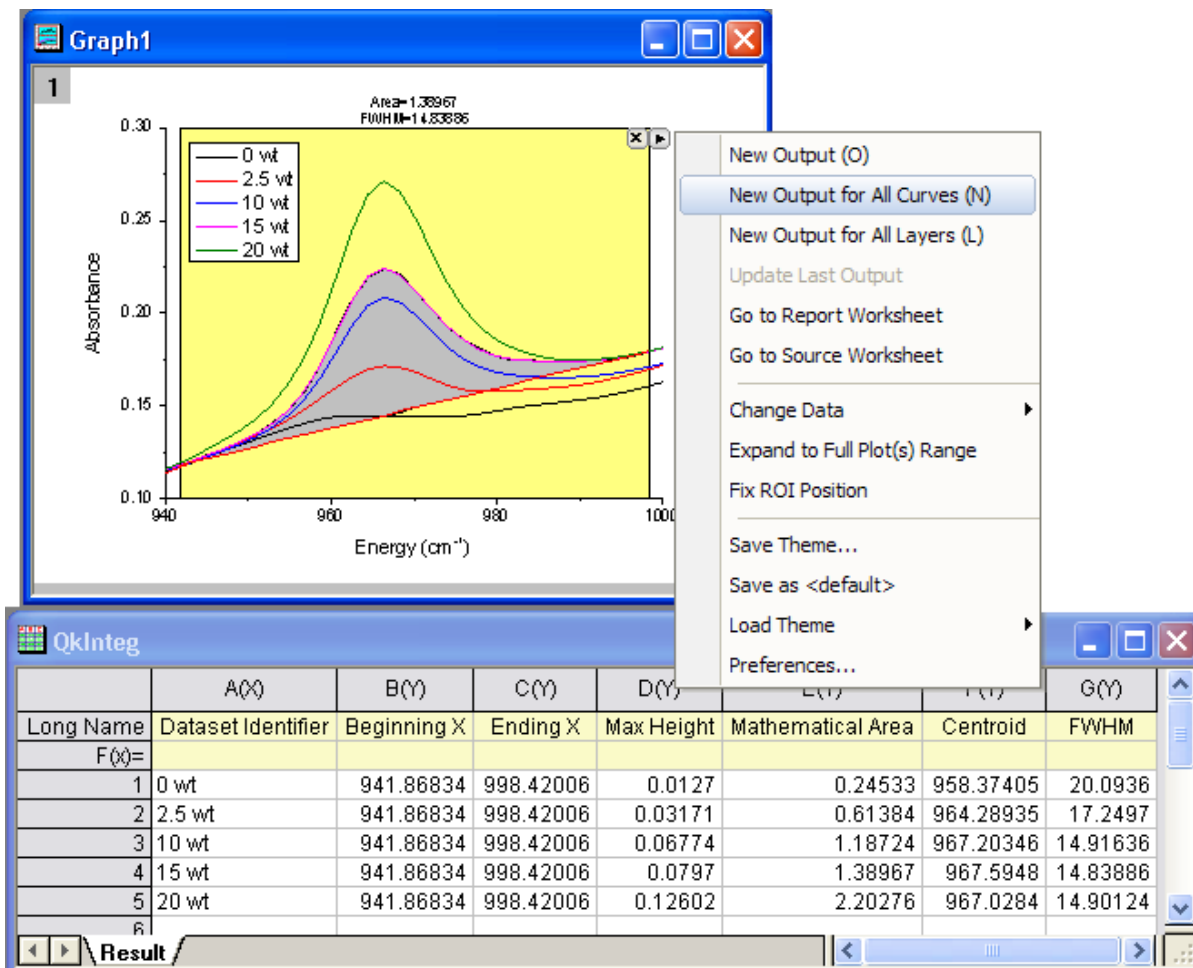 Graph1
1
Area=1.38967
FWHM=14.83886
0 wt
2.5 wt
10 wt
15 wt
20 wt
0.30
0.25
0.20
0.15
0.10
Absorbance
940
960
980
1000
Energy (cm⁻¹)
New Output (O)
New Output for All Curves (N)
New Output for All Layers (L)
Update Last Output
Go to Report Worksheet
Go to Source Worksheet
Change Data
Expand to Full Plot(s) Range
Fix ROI Position
Save Theme...
Save as <default>
Load Theme
Preferences...
QkInteg
A(X) B(Y) C(Y) D(Y) E(Y) F(Y) G(Y)
Long Name Dataset Identifier Beginning X Ending X Max Height Mathematical Area Centroid FWHM
F(x)=
1 0 wt 941.86834 998.42006 0.0127 0.24533 958.37405 20.0936
2 2.5 wt 941.86834 998.42006 0.03171 0.61384 964.28935 17.2497
3 10 wt 941.86834 998.42006 0.06774 1.18724 967.20346 14.91636
4 15 wt 941.86834 998.42006 0.0797 1.38967 967.5948 14.83886
5 20 wt 941.86834 998.42006 0.12602 2.20276 967.0284 14.90124
6
Result